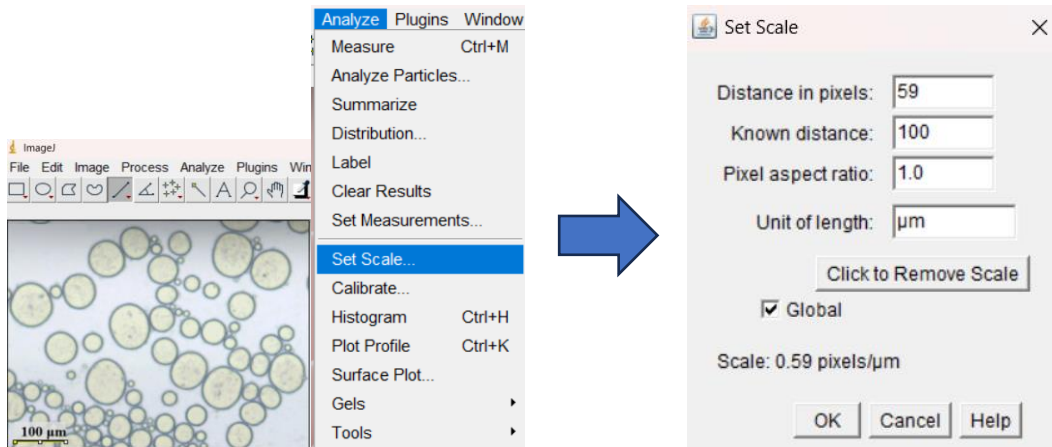 ImageJ
File Edit Image Process Analyze Plugins Win
100 µm
Analyze Plugins Window
Measure Ctrl+M
Analyze Particles...
Summarize
Distribution...
Label
Clear Results
Set Measurements...
Set Scale...
Calibrate...
Histogram Ctrl+H
Plot Profile Ctrl+K
Surface Plot...
Gels
Tools
Set Scale
Distance in pixels: 59
Known distance: 100
Pixel aspect ratio: 1.0
Unit of length: µm
Click to Remove Scale
Global
Scale: 0.59 pixels/µm
OK Cancel Help